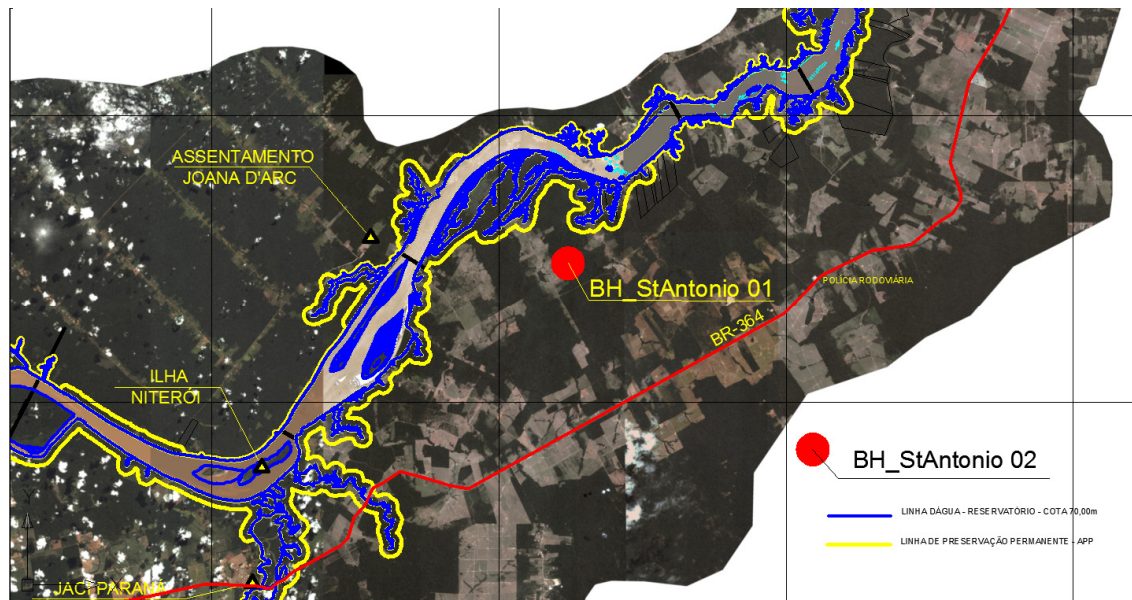 ASSENTAMENTO
JOANA D'ARC
BH_StAntonio 01
POLÍCIA RODOVIÁRIA
BR-364
ILHA
NITERÓI
BH_StAntonio 02
LINHA DÁGUA - RESERVATÓRIO - COTA 70,00m
LINHA DE PRESERVAÇÃO PERMANENTE - APP
Y
JACI-PARANÁ